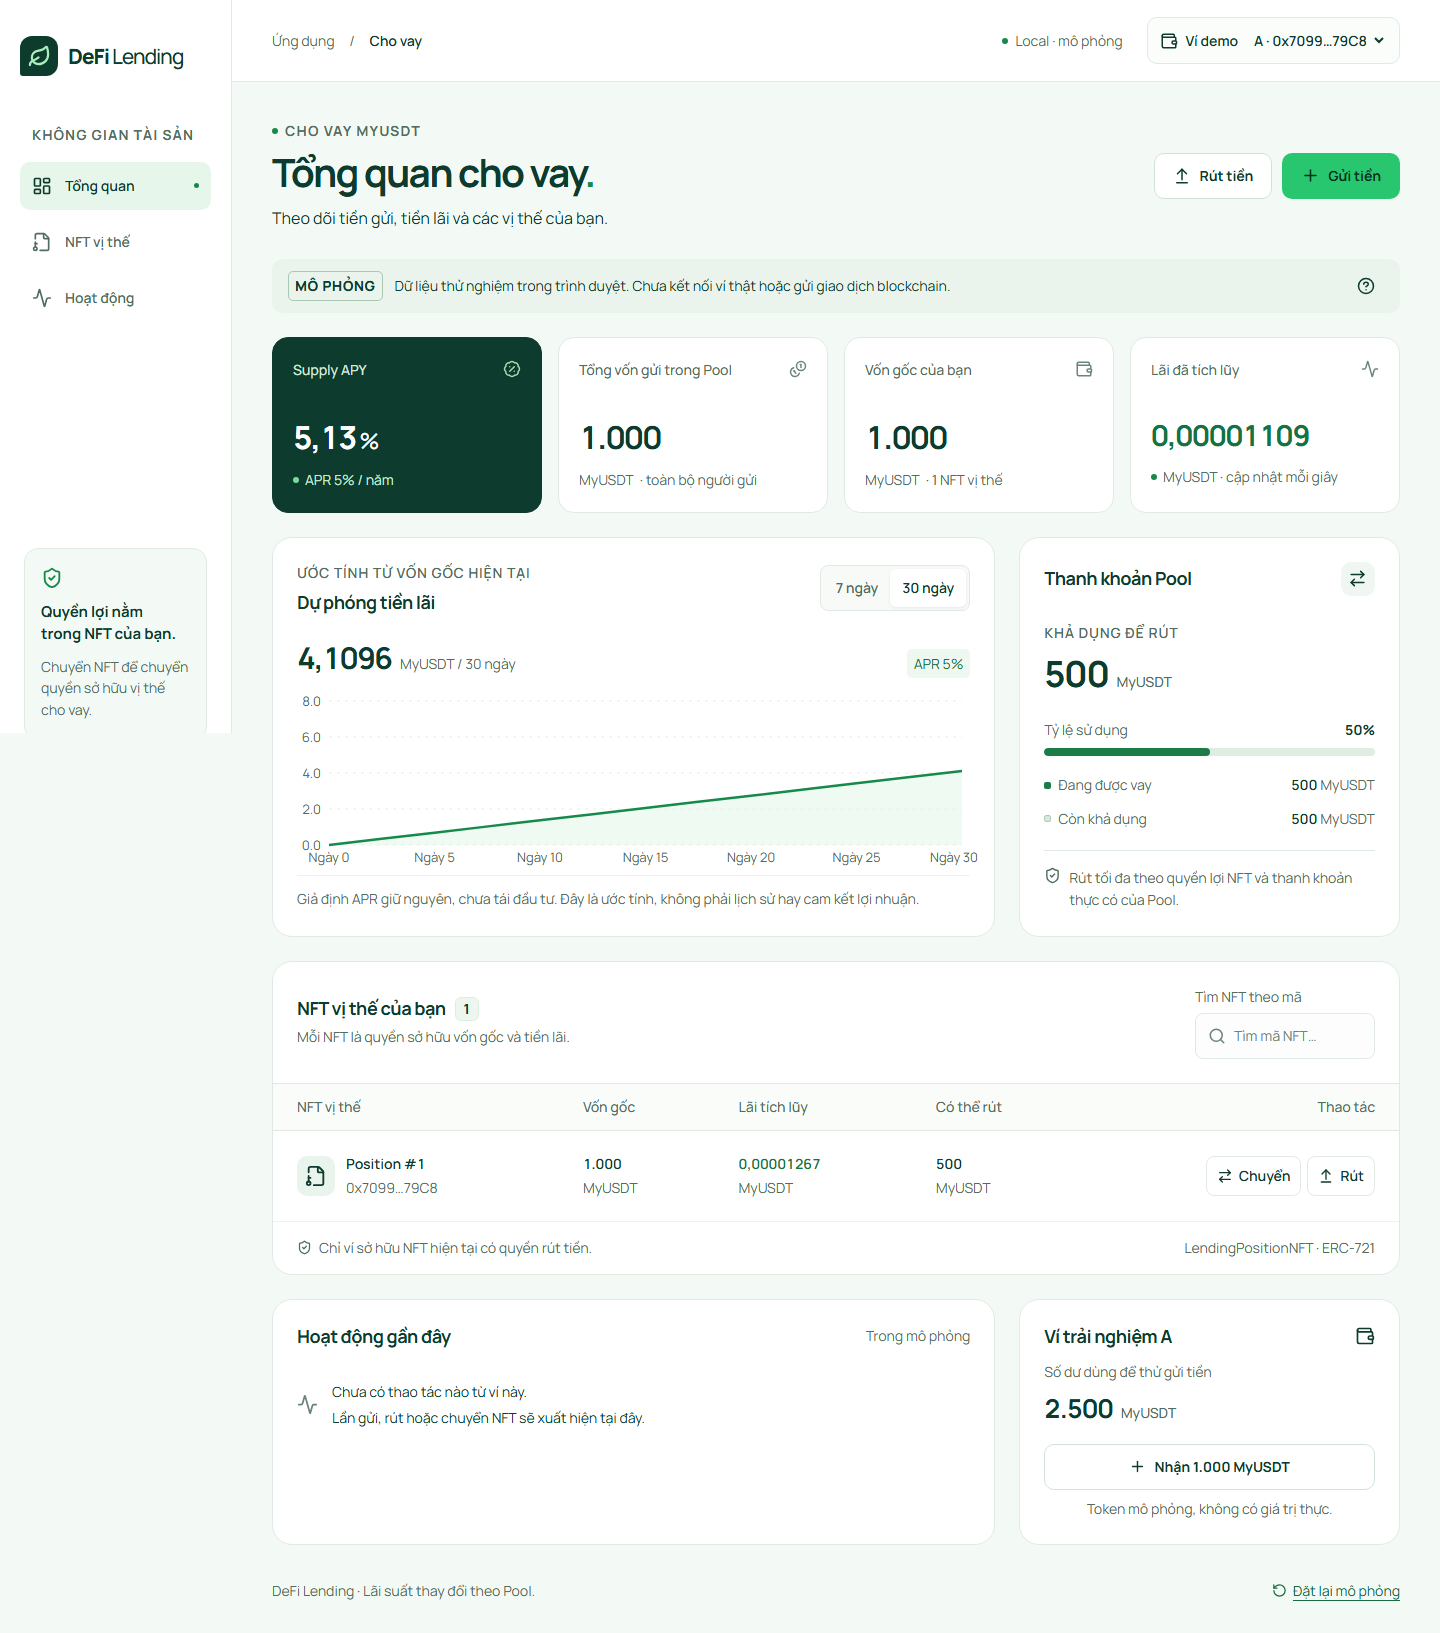 DeFi Lending
KHÔNG GIAN TÀI SẢN
Tổng quan
NFT vị thế
Hoạt động
Quyền lợi nằm
trong NFT của bạn.
Chuyển NFT để chuyển
quyền sở hữu vị thế
cho vay.
Ứng dụng / Cho vay
Local · mô phỏng
Ví demo A · 0x7099…79C8
CHO VAY MYUSDT
Tổng quan cho vay.
Theo dõi tiền gửi, tiền lãi và các vị thế của bạn.
Rút tiền
Gửi tiền
MÔ PHỎNG Dữ liệu thử nghiệm trong trình duyệt. Chưa kết nối ví thật hoặc gửi giao dịch blockchain.
Supply APY
5,13%
APR 5% / năm
Tổng vốn gửi trong Pool
1.000
MyUSDT · toàn bộ người gửi
Vốn gốc của bạn
1.000
MyUSDT · 1 NFT vị thế
Lãi đã tích lũy
0,00001109
MyUSDT · cập nhật mỗi giây
ƯỚC TÍNH TỪ VỐN GỐC HIỆN TẠI
Dự phóng tiền lãi
7 ngày
30 ngày
4,1096 MyUSDT / 30 ngày
APR 5%
8.0
6.0
4.0
2.0
0.0
Ngày 0 Ngày 5 Ngày 10 Ngày 15 Ngày 20 Ngày 25 Ngày 30
Giả định APR giữ nguyên, chưa tái đầu tư. Đây là ước tính, không phải lịch sử hay cam kết lợi nhuận.
Thanh khoản Pool
KHẢ DỤNG ĐỂ RÚT
500 MyUSDT
Tỷ lệ sử dụng 50%
Đang được vay 500 MyUSDT
Còn khả dụng 500 MyUSDT
Rút tối đa theo quyền lợi NFT và thanh khoản
thực có của Pool.
NFT vị thế của bạn 1
Mỗi NFT là quyền sở hữu vốn gốc và tiền lãi.
Tìm NFT theo mã
Tìm mã NFT…
NFT vị thế Vốn gốc Lãi tích lũy Có thể rút Thao tác
Position #1 1.000 0,00001267 500
0x7099…79C8 MyUSDT MyUSDT MyUSDT
Chuyển
Rút
Chỉ ví sở hữu NFT hiện tại có quyền rút tiền.
LendingPositionNFT · ERC-721
Hoạt động gần đây
Trong mô phỏng
Chưa có thao tác nào từ ví này.
Lần gửi, rút hoặc chuyển NFT sẽ xuất hiện tại đây.
Ví trải nghiệm A
Số dư dùng để thử gửi tiền
2.500 MyUSDT
Nhận 1.000 MyUSDT
Token mô phỏng, không có giá trị thực.
DeFi Lending · Lãi suất thay đổi theo Pool.
Đặt lại mô phỏng